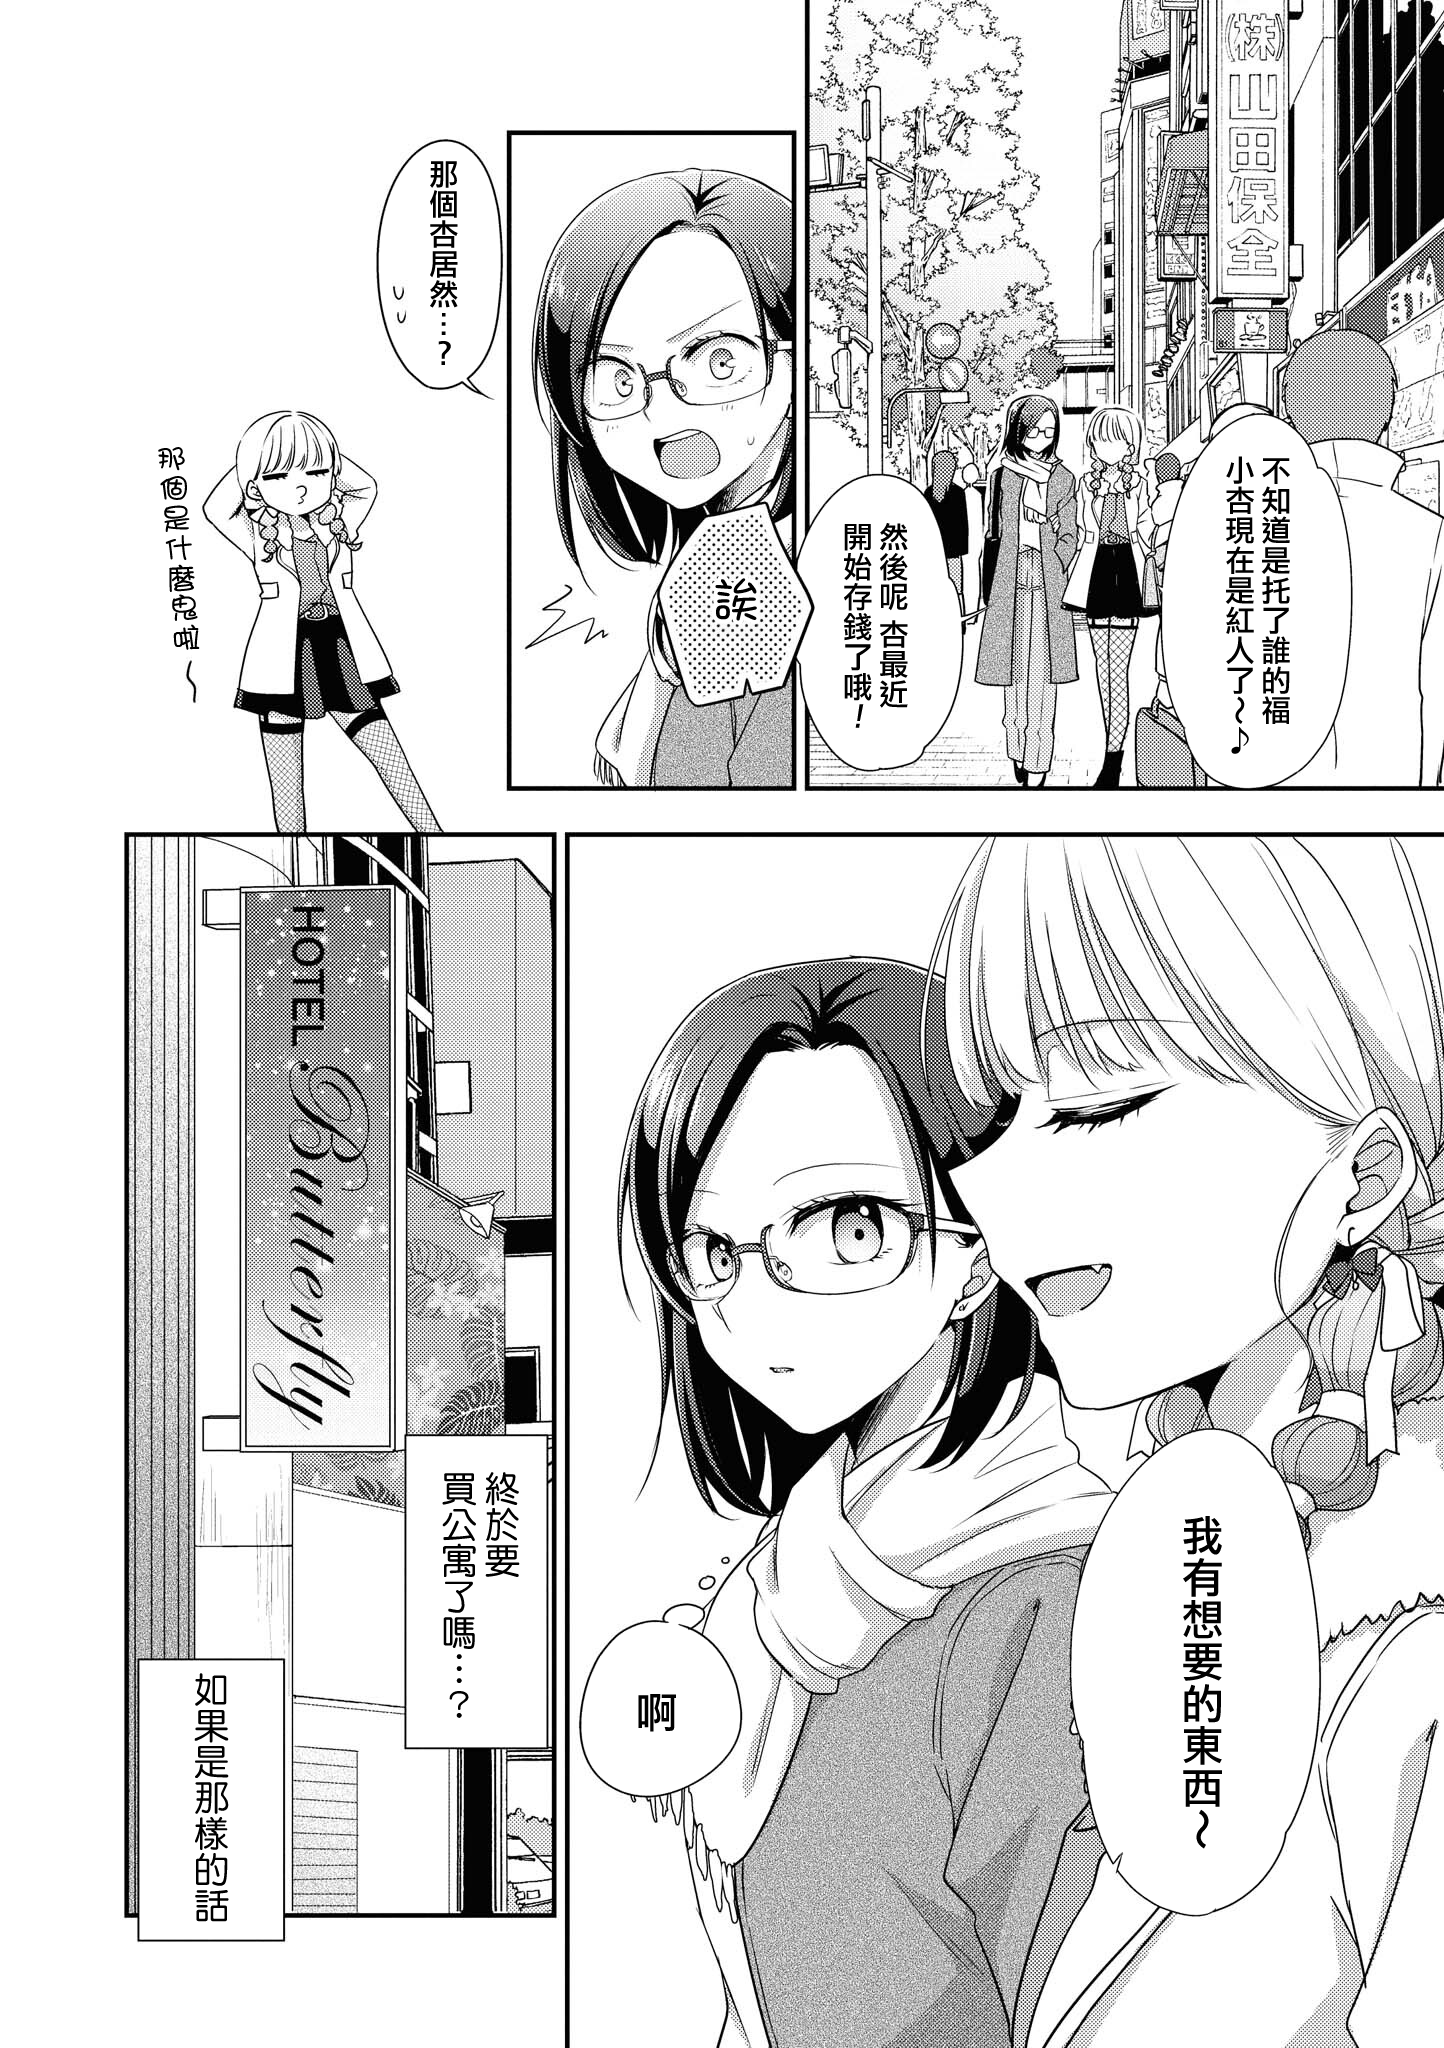 ㈱山田保全
不知道是托了誰的福
小杏現在是紅人了～♪
然後呢 杏最近
開始存錢了哦！
誒
那個杏居然…？
那個是什麼鬼啦～
我有想要的東西～
啊
HOTEL Butterfly
終於要
買公寓了嗎…？
如果是那樣的話